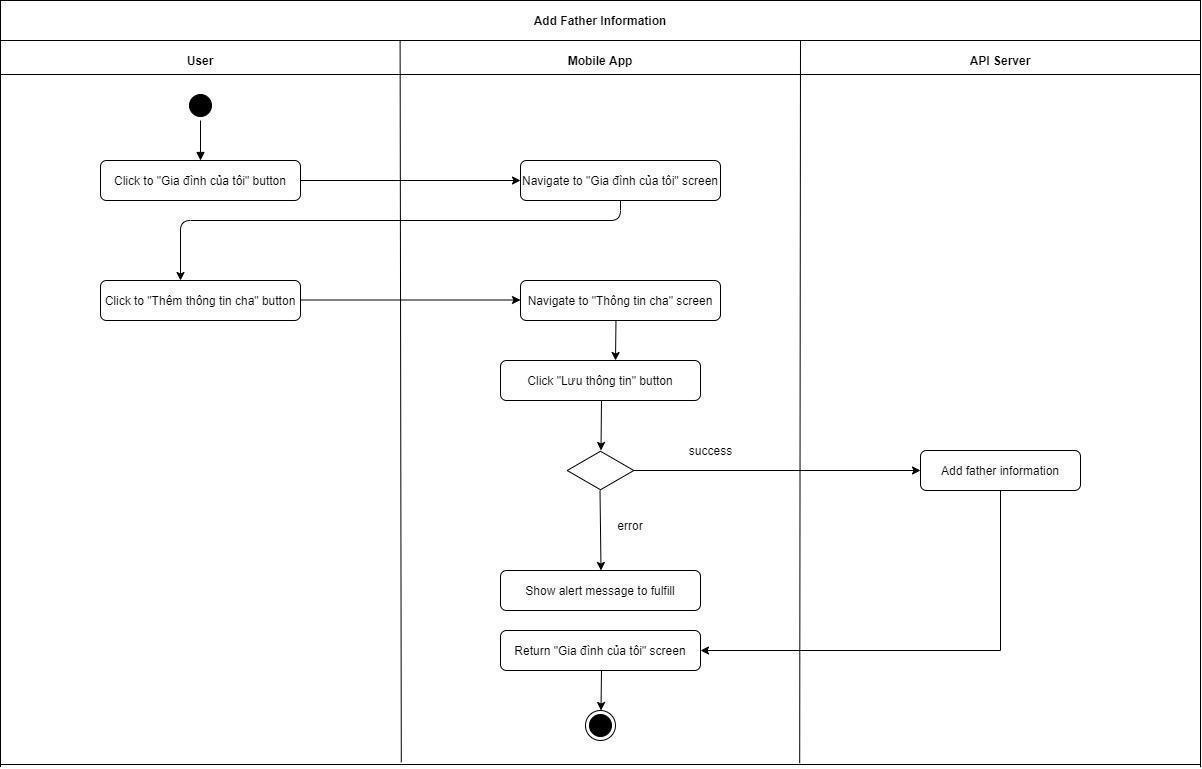 Add Father Information
User
Mobile App
API Server
Click to "Gia đình của tôi" button
Navigate to "Gia đình của tôi" screen
Click to "Thêm thông tin cha" button
Navigate to "Thông tin cha" screen
Click "Lưu thông tin" button
success
Add father information
error
Show alert message to fulfill
Return "Gia đình của tôi" screen